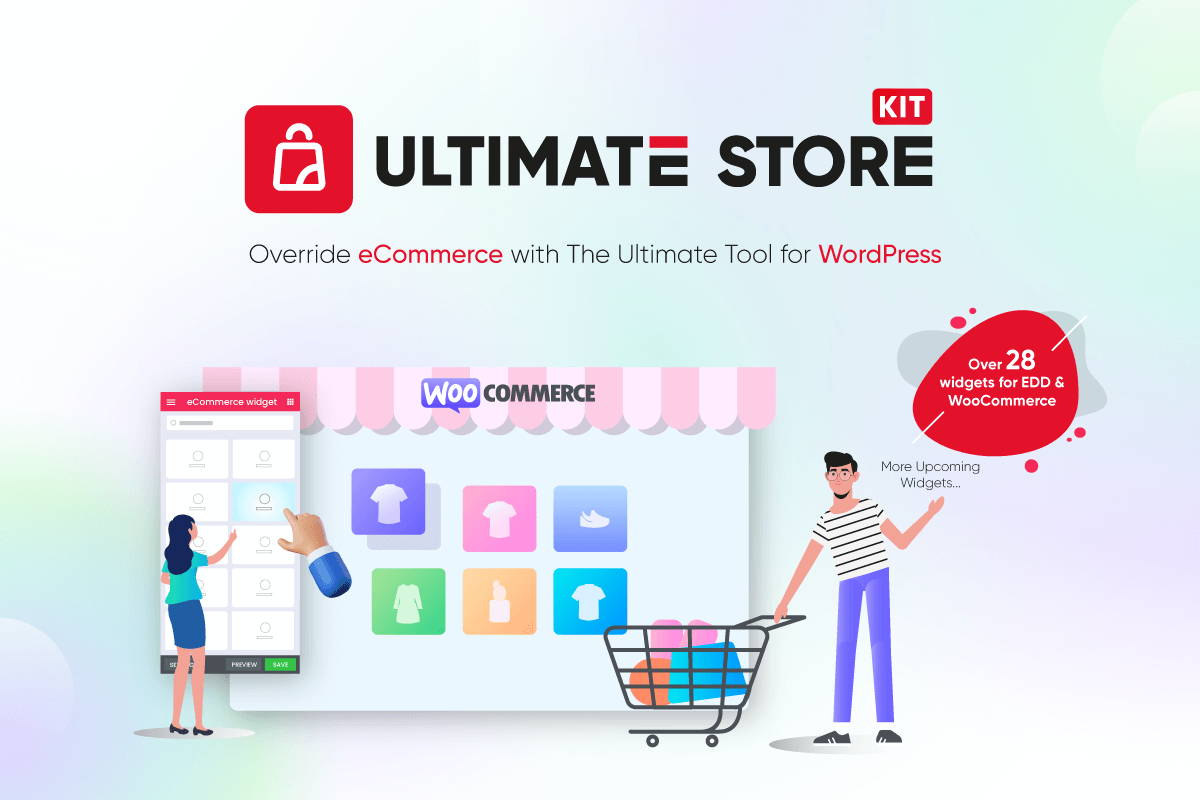 KIT
ULTIMATE STORE
Override eCommerce with The Ultimate Tool for WordPress
Over 28
widgets for EDD &
WooCommerce
More Upcoming
Widgets...
WOO COMMERCE
eCommerce widget
PREVIEW
SAVE